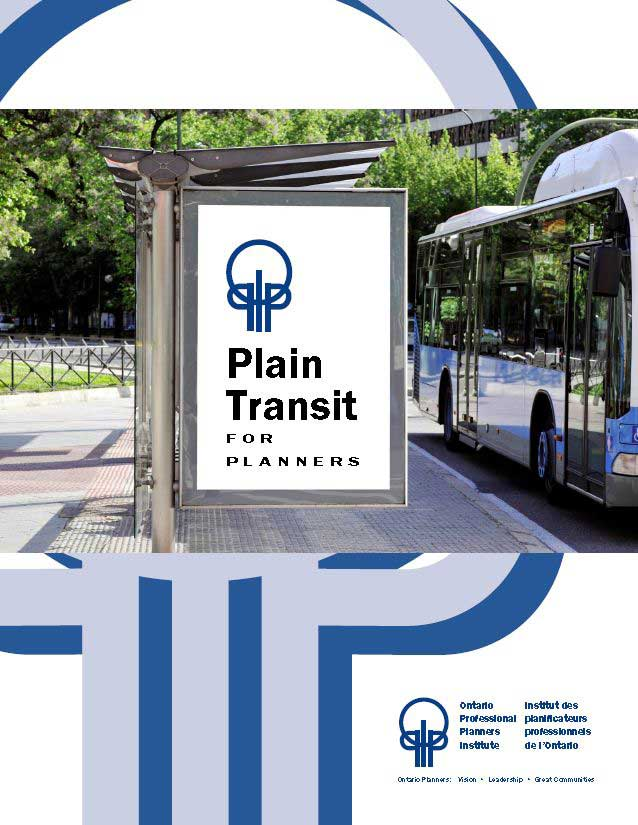 Plain
Transit
FOR
PLANNERS
Ontario
Professional
Planners
Institute
Institut des
planificateurs
professionnels
de l'Ontario
Ontario Planners: Vision • Leadership • Great Communities